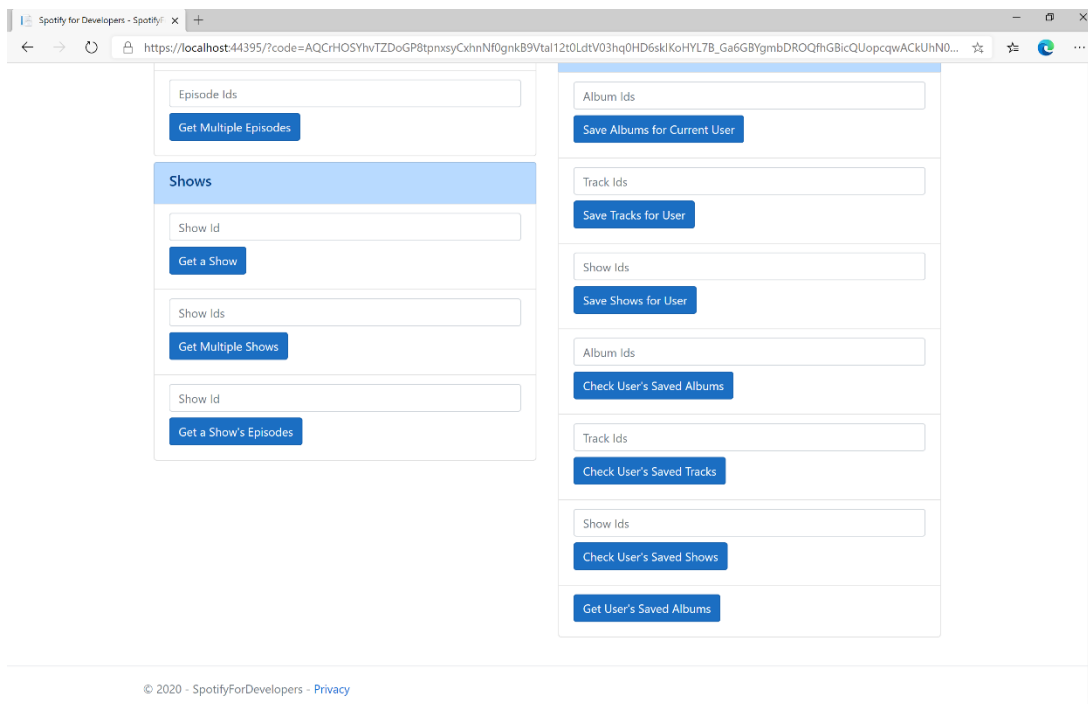 Spotify for Developers - Spotify
https://localhost:44395/?code=AQCrHOSYhvTZDoGP8tpnxsyCxhnNf0gnkB9Vtal12t0LdtV03hq0HD6sklKoHYL7B_Ga6GBYgmbDROQfhGBicQUopcqwACkUhN0...
Episode Ids
Get Multiple Episodes
Shows
Show Id
Get a Show
Show Ids
Get Multiple Shows
Show Id
Get a Show's Episodes
Album Ids
Save Albums for Current User
Track Ids
Save Tracks for User
Show Ids
Save Shows for User
Album Ids
Check User's Saved Albums
Track Ids
Check User's Saved Tracks
Show Ids
Check User's Saved Shows
Get User's Saved Albums
© 2020 - SpotifyForDevelopers - Privacy